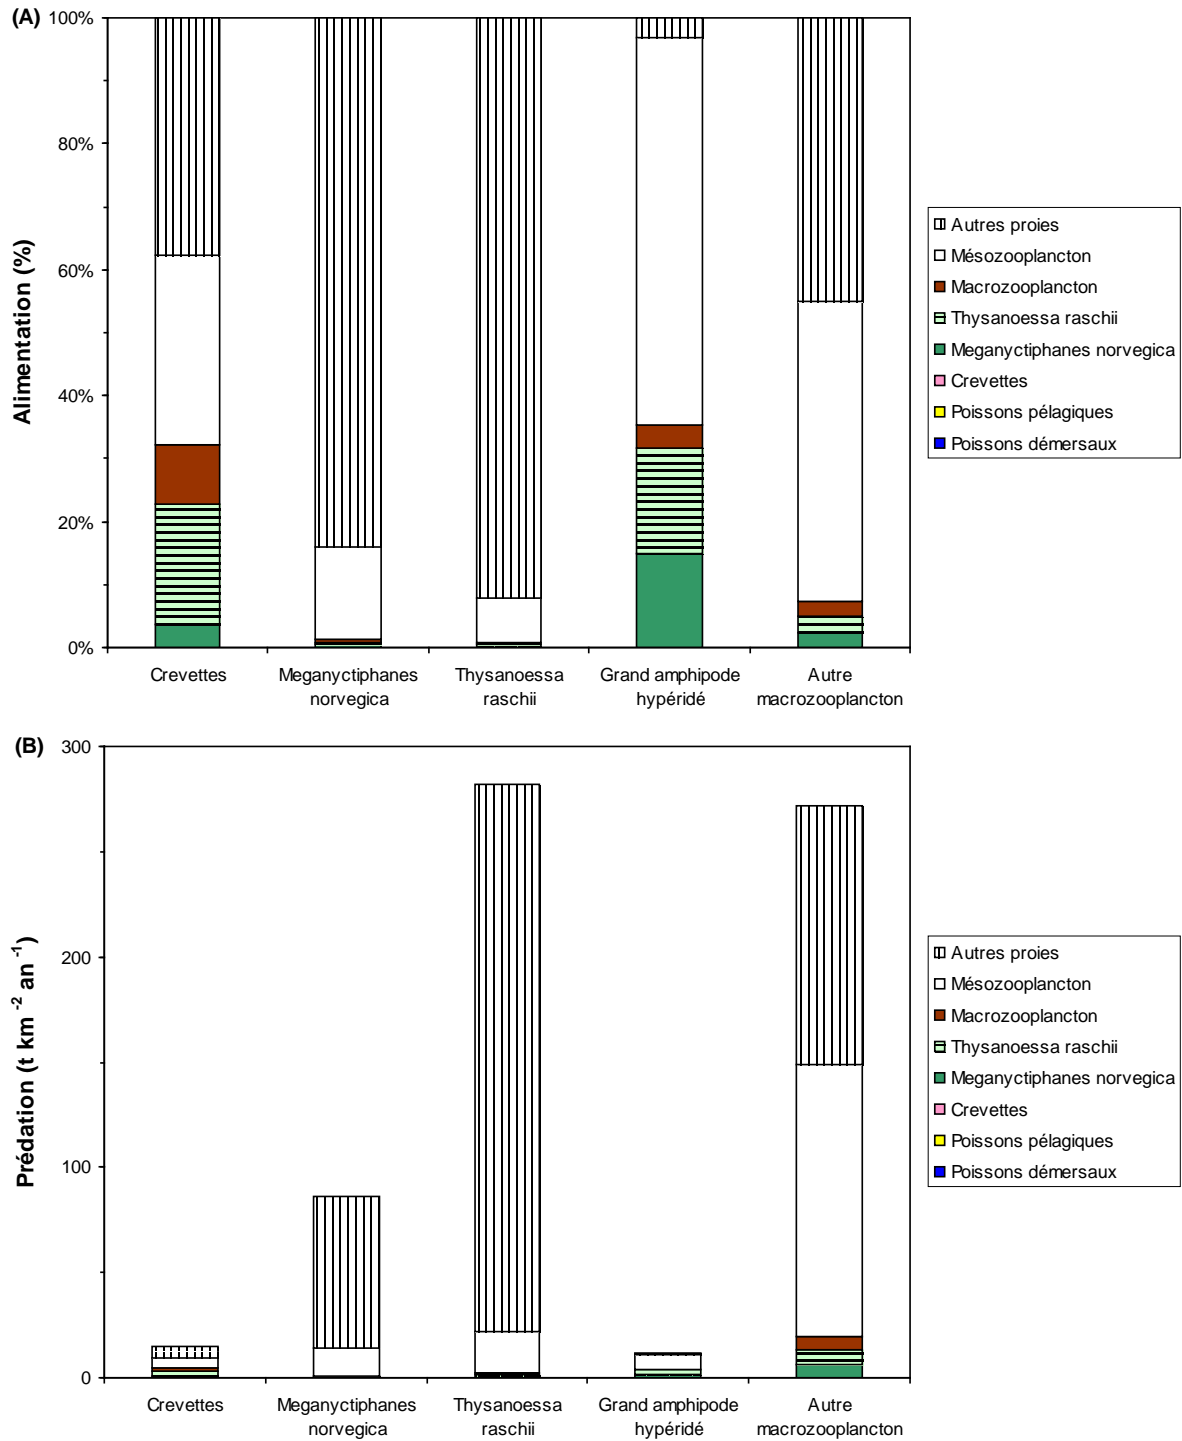 (A)
100%
80%
60%
40%
20%
0%
Alimentation (%)
Crevettes
Meganyctiphanes
norvegica
Thysanoessa
raschii
Grand amphipode
hypéridé
Autre
macrozooplancton
Autres proies
Mésozooplancton
Macrozooplancton
Thysanoessa raschii
Meganyctiphanes norvegica
Crevettes
Poissons pélagiques
Poissons démersaux
(B)
300
200
100
0
Prédation (t km -2 an -1)
Crevettes
Meganyctiphanes
norvegica
Thysanoessa
raschii
Grand amphipode
hypéridé
Autre
macrozooplancton
Autres proies
Mésozooplancton
Macrozooplancton
Thysanoessa raschii
Meganyctiphanes norvegica
Crevettes
Poissons pélagiques
Poissons démersaux